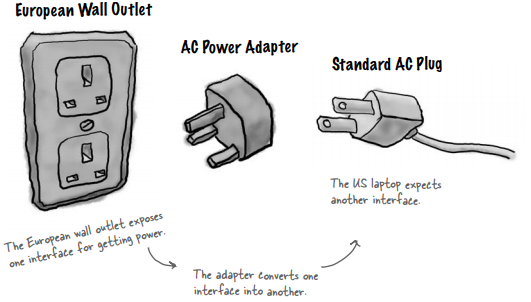 European Wall Outlet
AC Power Adapter
Standard AC Plug
The US laptop expects
another interface.
The European wall outlet exposes
one interface for getting power.
The adapter converts one
interface into another.